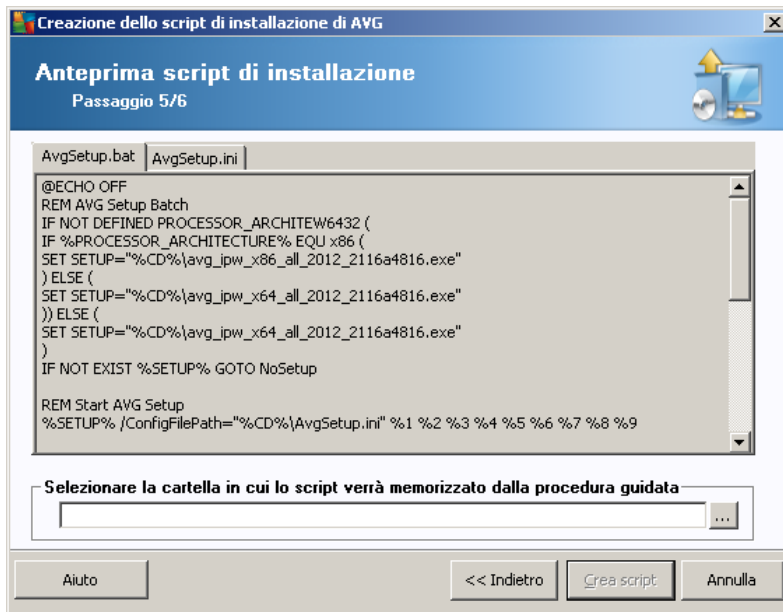 Creazione dello script di installazione di AVG
Anteprima script di installazione
Passaggio 5/6
AvgSetup.bat
AvgSetup.ini
@ECHO OFF
REM AVG Setup Batch
IF NOT DEFINED PROCESSOR_ARCHITEW6432 (
IF %PROCESSOR_ARCHITECTURE% EQU x86 (
SET SETUP="%CD%\avg_ipw_x86_all_2012_2116a4816.exe"
) ELSE (
SET SETUP="%CD%\avg_ipw_x64_all_2012_2116a4816.exe"
)) ELSE (
SET SETUP="%CD%\avg_ipw_x64_all_2012_2116a4816.exe"
)
IF NOT EXIST %SETUP% GOTO NoSetup
REM Start AVG Setup
%SETUP% /ConfigFilePath="%CD%\AvgSetup.ini" %1 %2 %3 %4 %5 %6 %7 %8 %9
Selezionare la cartella in cui lo script verrà memorizzato dalla procedura guidata
...
Aiuto
<< Indietro
Crea script
Annulla